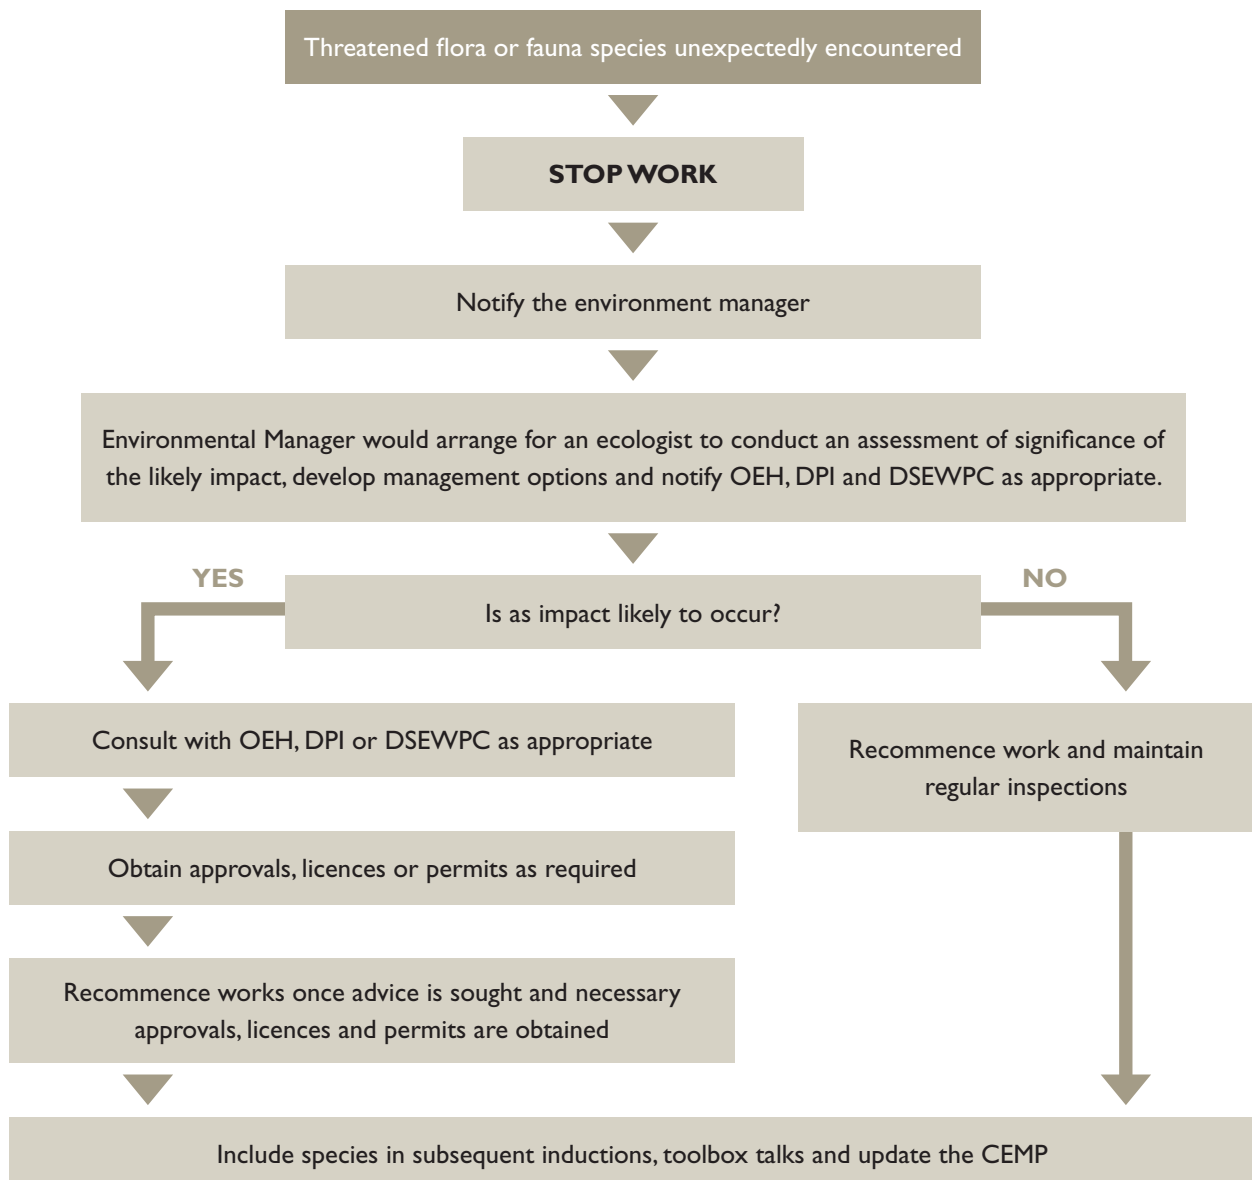 Threatened flora or fauna species unexpectedly encountered
STOP WORK
Notify the environment manager
Environmental Manager would arrange for an ecologist to conduct an assessment of significance of
the likely impact, develop management options and notify OEH, DPI and DSEWPC as appropriate.
YES
NO
Is as impact likely to occur?
Consult with OEH, DPI or DSEWPC as appropriate
Obtain approvals, licences or permits as required
Recommence works once advice is sought and necessary
approvals, licences and permits are obtained
Recommence work and maintain
regular inspections
Include species in subsequent inductions, toolbox talks and update the CEMP